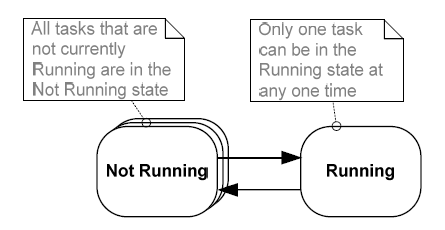 All tasks that are
not currently
Running are in the
Not Running state
Only one task
can be in the
Running state at
any one time
Not Running
Running